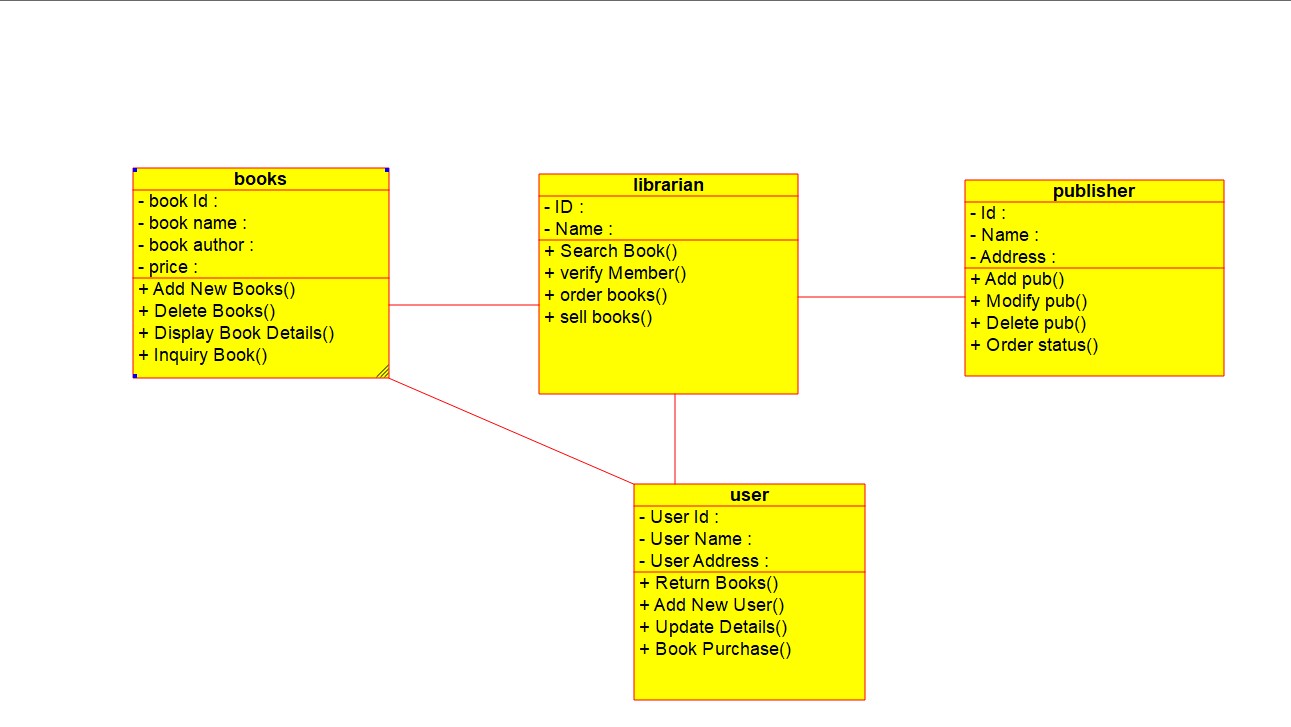 books
- book Id :
- book name :
- book author :
- price :
+ Add New Books()
+ Delete Books()
+ Display Book Details()
+ Inquiry Book()
librarian
- ID :
- Name :
+ Search Book()
+ verify Member()
+ order books()
+ sell books()
publisher
- Id :
- Name :
- Address :
+ Add pub()
+ Modify pub()
+ Delete pub()
+ Order status()
user
- User Id :
- User Name :
- User Address :
+ Return Books()
+ Add New User()
+ Update Details()
+ Book Purchase()